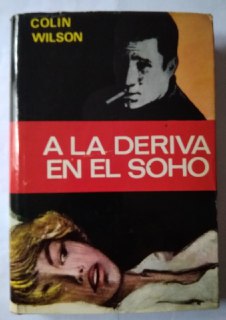 COLIN
WILSON
A LA DERIVA
EN EL SOHO